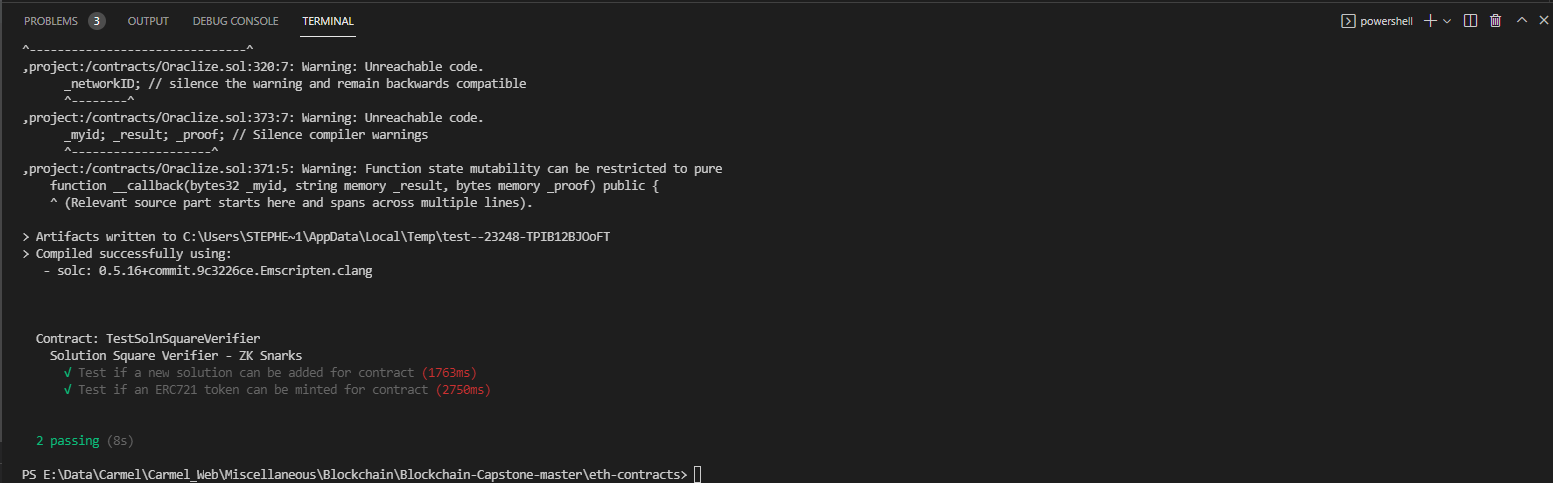 PROBLEMS 3 OUTPUT DEBUG CONSOLE TERMINAL powershell
^-------------------------------^
,project:/contracts/Oraclize.sol:320:7: Warning: Unreachable code.
      _networkID; // silence the warning and remain backwards compatible
      ^--------^
,project:/contracts/Oraclize.sol:373:7: Warning: Unreachable code.
      _myid; _result; _proof; // Silence compiler warnings
      ^--------------------^
,project:/contracts/Oraclize.sol:371:5: Warning: Function state mutability can be restricted to pure
    function __callback(bytes32 _myid, string memory _result, bytes memory _proof) public {
    ^ (Relevant source part starts here and spans across multiple lines).
> Artifacts written to C:\Users\STEPHE~1\AppData\Local\Temp\test--23248-TPIB12BJOoFT
> Compiled successfully using:
   - solc: 0.5.16+commit.9c3226ce.Emscripten.clang
  Contract: TestSolnSquareVerifier
    Solution Square Verifier - ZK Snarks
      √ Test if a new solution can be added for contract (1763ms)
      √ Test if an ERC721 token can be minted for contract (2750ms)
  2 passing (8s)
PS E:\Data\Carmel\Carmel_Web\Miscellaneous\Blockchain\Blockchain-Capstone-master\eth-contracts>